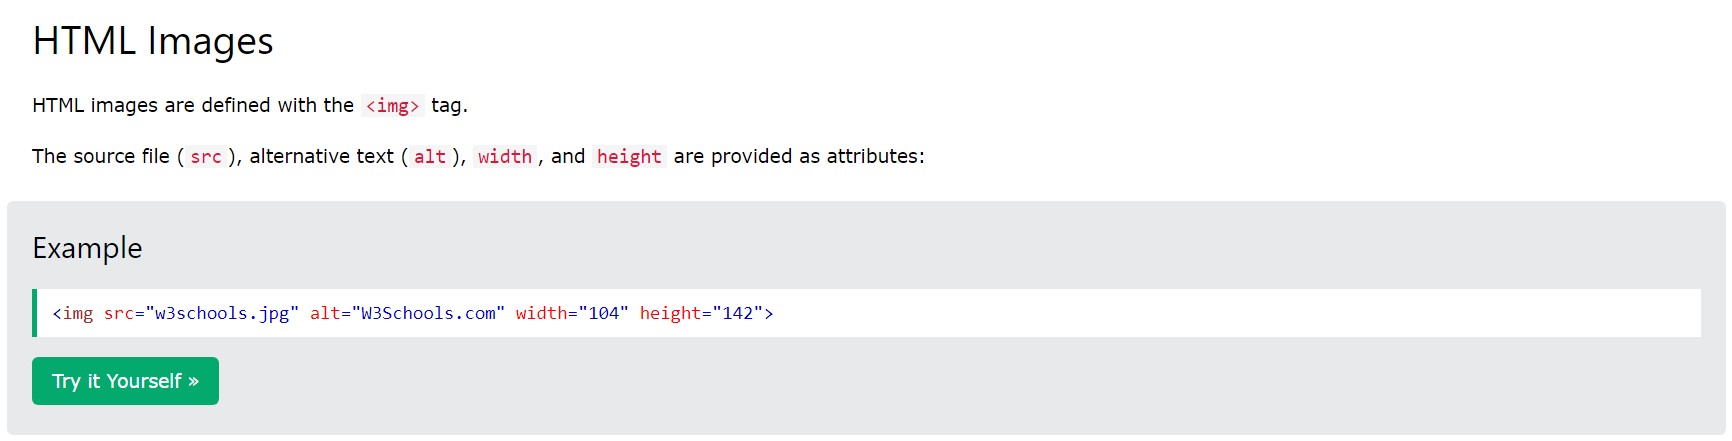 HTML Images
HTML images are defined with the <img> tag.
The source file (src), alternative text (alt), width, and height are provided as attributes:
Example
<img src="w3schools.jpg" alt="W3Schools.com" width="104" height="142">
Try it Yourself »